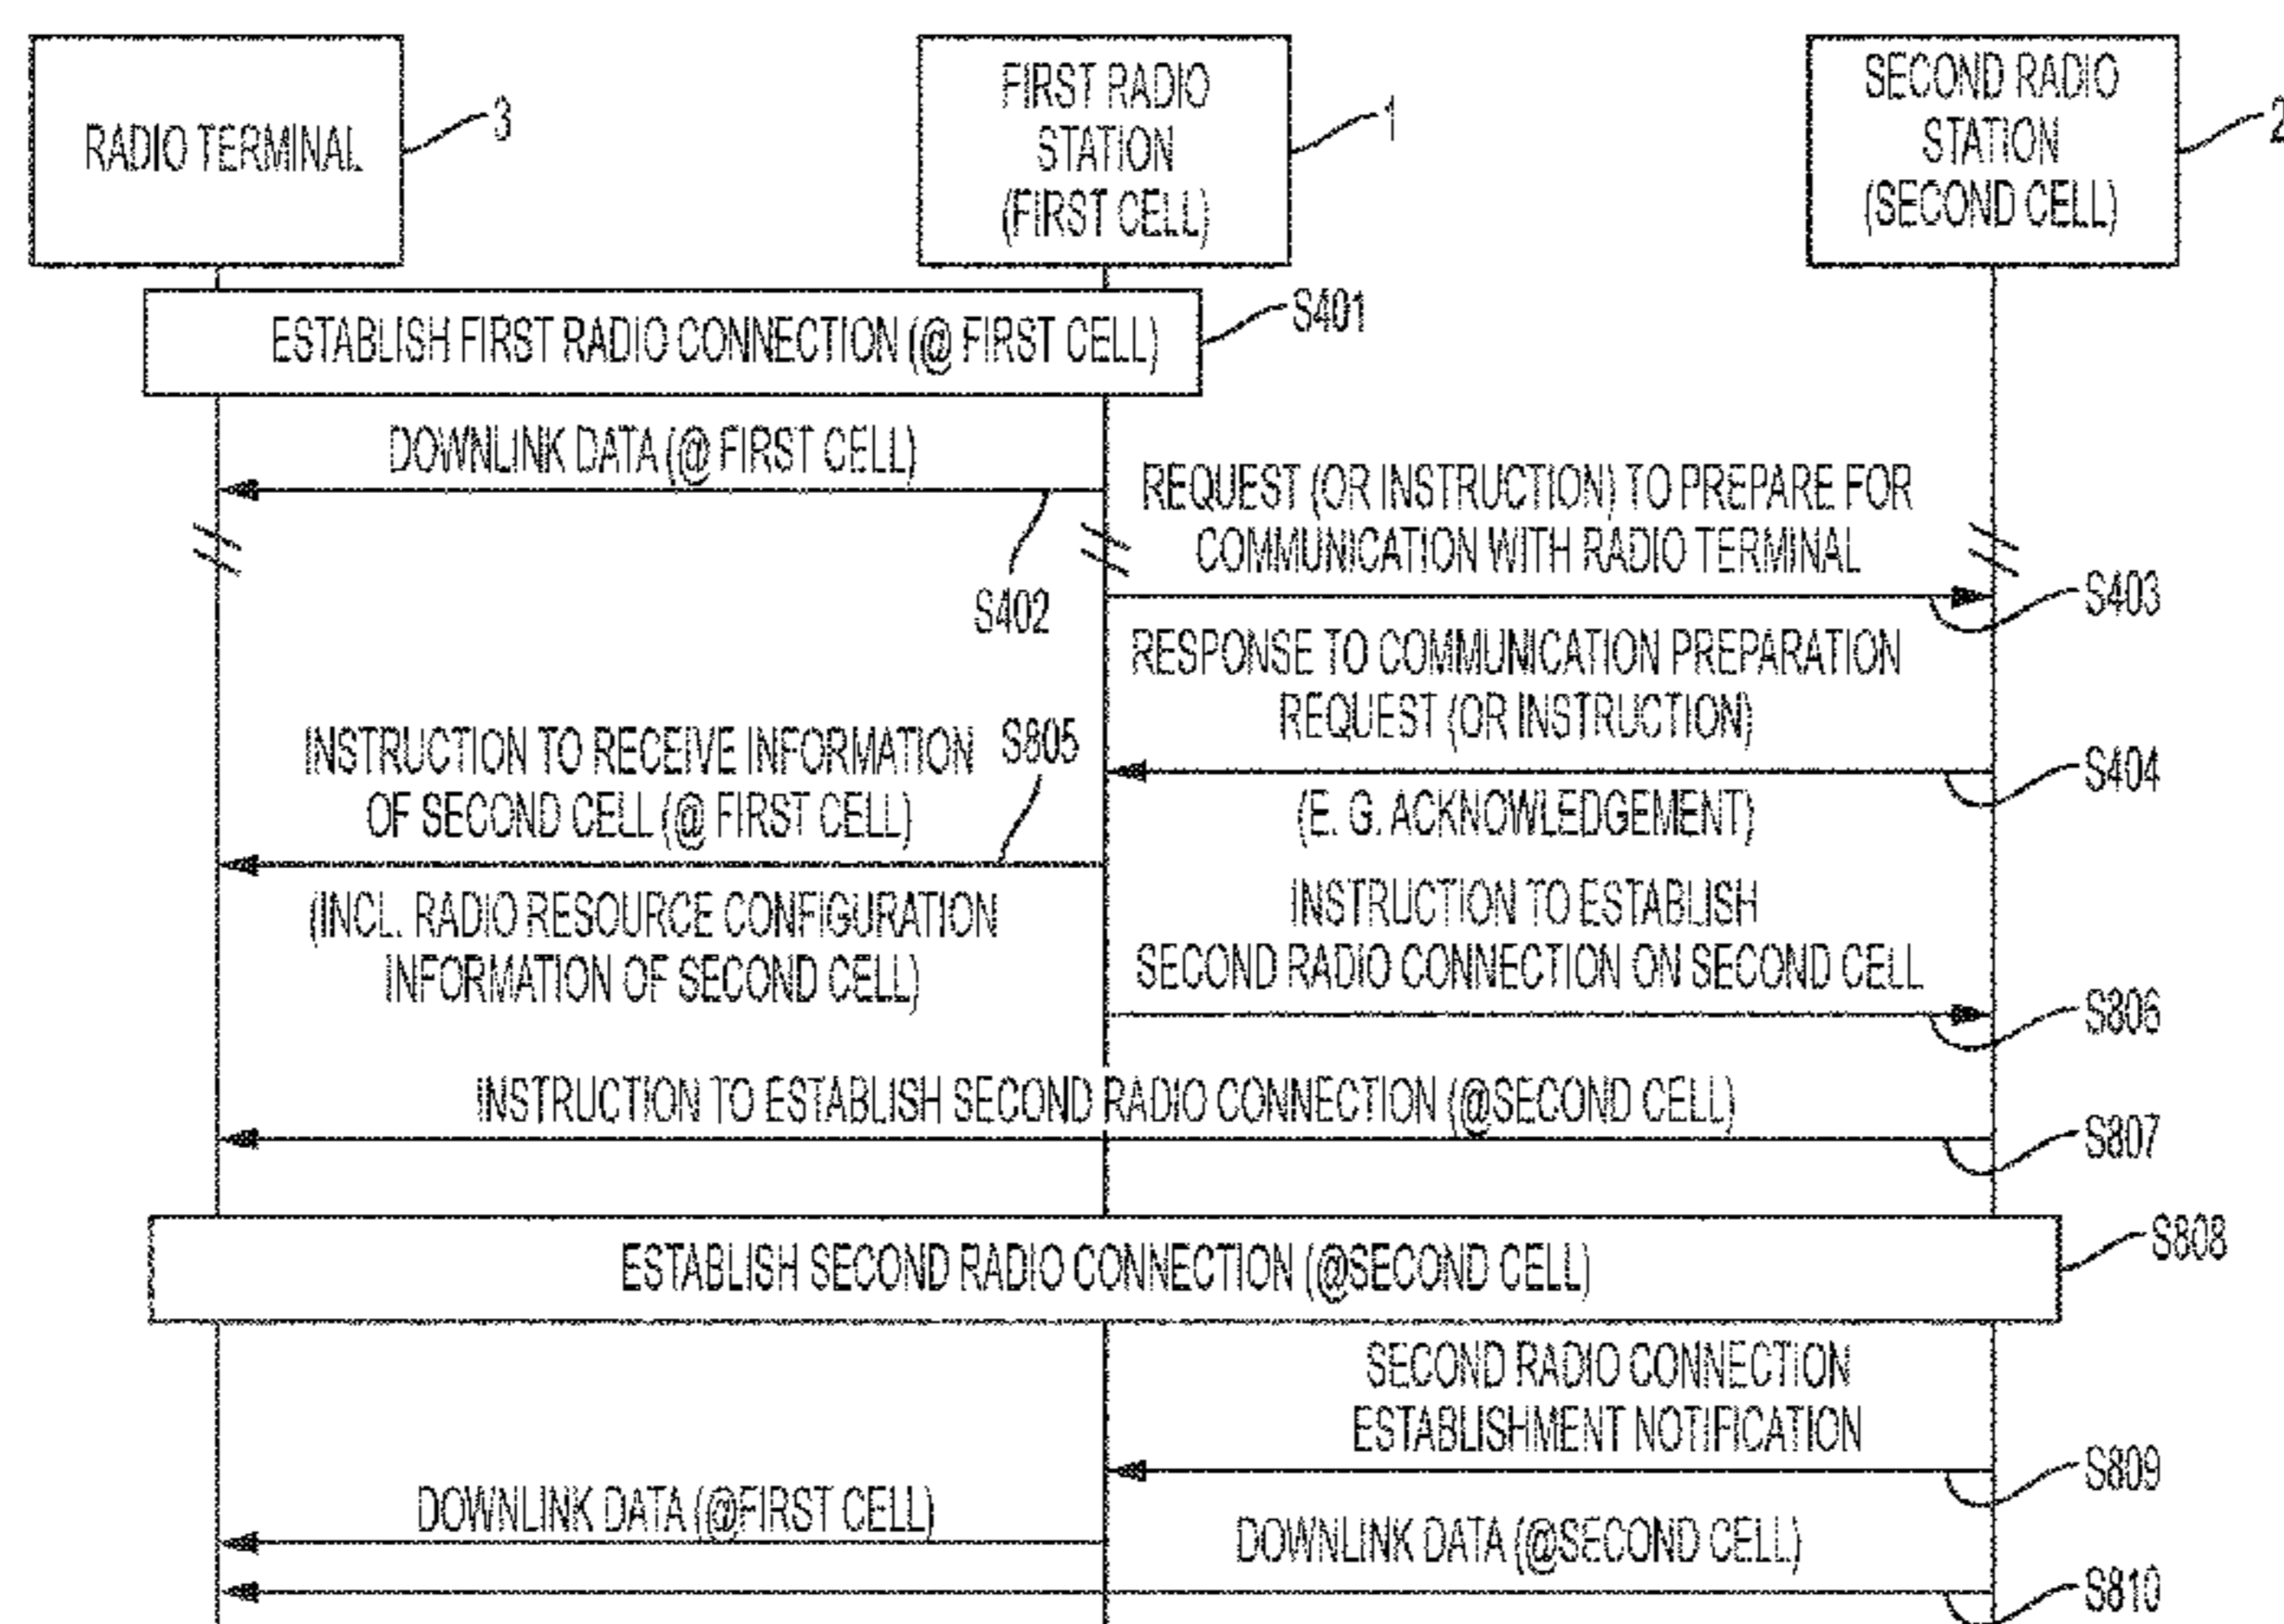 RADIO TERMINAL
3
FIRST RADIO
STATION
(FIRST CELL)
1
SECOND RADIO
STATION
(SECOND CELL)
2
ESTABLISH FIRST RADIO CONNECTION (@ FIRST CELL)
S401
DOWNLINK DATA (@ FIRST CELL)
S402
REQUEST (OR INSTRUCTION) TO PREPARE FOR
COMMUNICATION WITH RADIO TERMINAL
S403
RESPONSE TO COMMUNICATION PREPARATION
REQUEST (OR INSTRUCTION)
S404
(E. G. ACKNOWLEDGEMENT)
INSTRUCTION TO RECEIVE INFORMATION
OF SECOND CELL (@ FIRST CELL)
S805
(INCL. RADIO RESOURCE CONFIGURATION
INFORMATION OF SECOND CELL)
INSTRUCTION TO ESTABLISH
SECOND RADIO CONNECTION ON SECOND CELL
S806
INSTRUCTION TO ESTABLISH SECOND RADIO CONNECTION (@SECOND CELL)
S807
ESTABLISH SECOND RADIO CONNECTION (@SECOND CELL)
S808
SECOND RADIO CONNECTION
ESTABLISHMENT NOTIFICATION
S809
DOWNLINK DATA (@FIRST CELL)
DOWNLINK DATA (@SECOND CELL)
S810